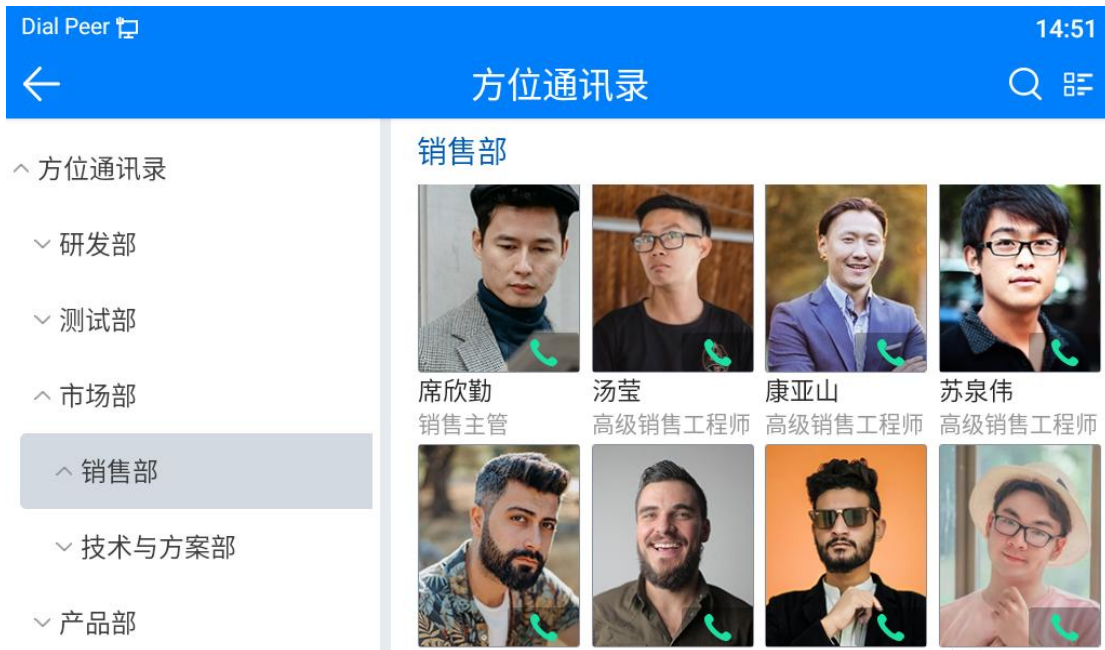 Dial Peer
14:51
方位通讯录
方位通讯录
研发部
测试部
市场部
销售部
技术与方案部
产品部
销售部
席欣勤
汤莹
康亚山
苏泉伟
销售主管
高级销售工程师
高级销售工程师
高级销售工程师